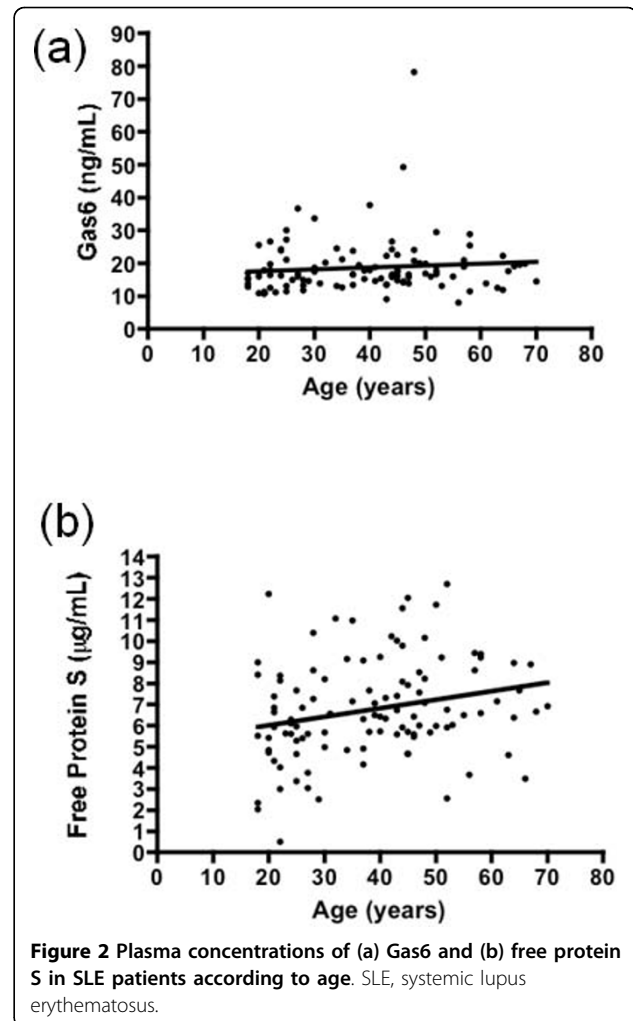 (a)
90
80
70
60
50
40
30
20
10
0
Gas6 (ng/mL)
0 10 20 30 40 50 60 70 80
Age (years)
(b)
14
13
12
11
10
9
8
7
6
5
4
3
2
1
0
Free Protein S (µg/mL)
0 10 20 30 40 50 60 70 80
Age (years)
Figure 2 Plasma concentrations of (a) Gas6 and (b) free protein
S in SLE patients according to age. SLE, systemic lupus
erythematosus.